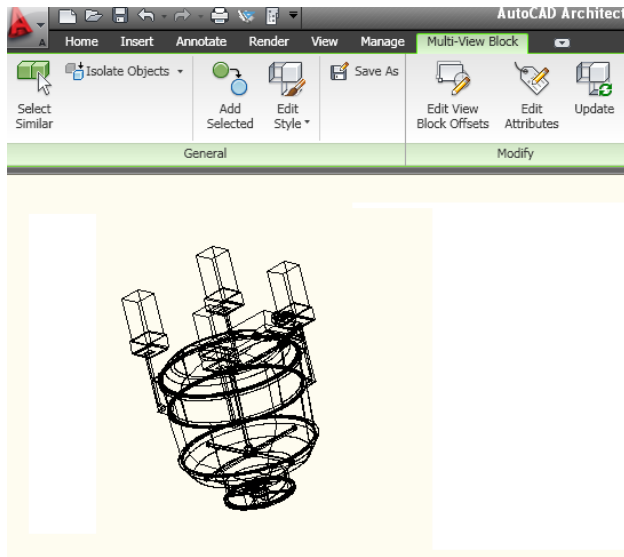 AutoCAD Architect
A
Home Insert Annotate Render View Manage Multi-View Block
Select Similar
Isolate Objects
Add Selected
Edit Style
Save As
Edit View Block Offsets
Edit Attributes
Update
General
Modify